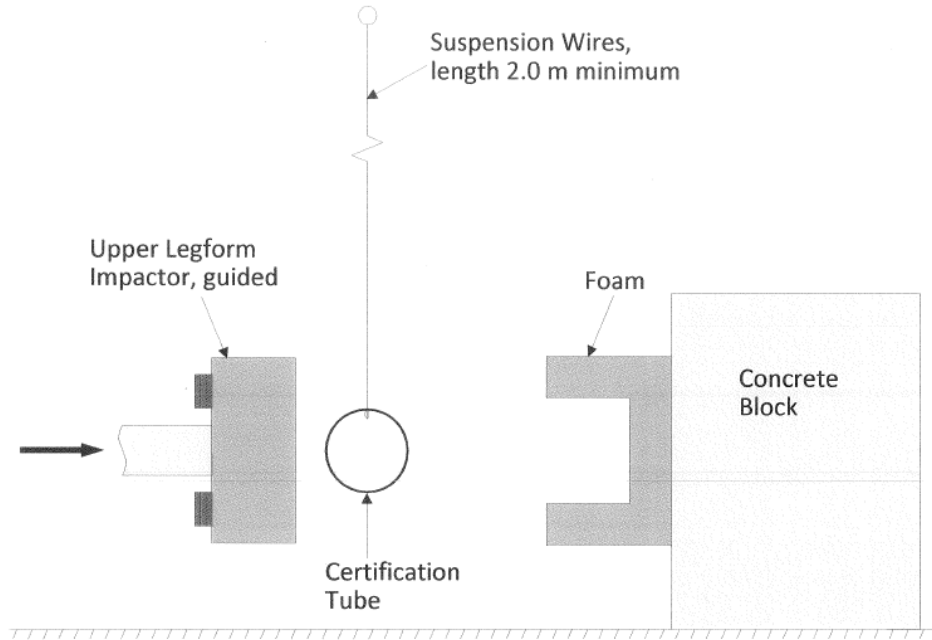 Suspension Wires,
length 2.0 m minimum
Upper Legform
Impactor, guided
Foam
Concrete
Block
Certification
Tube